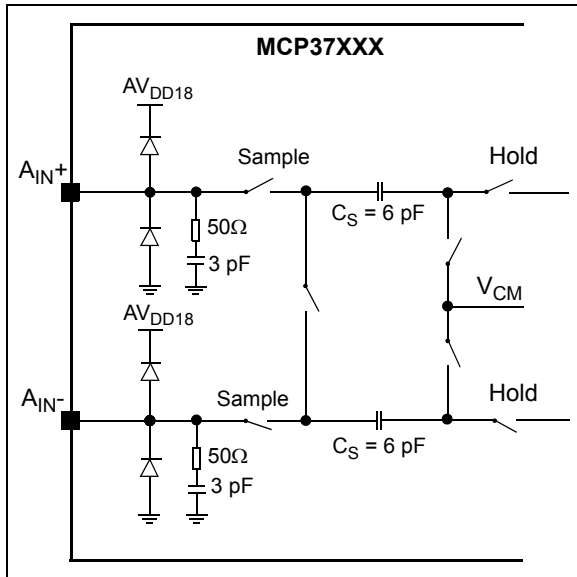 MCP37XXX
AVDD18
AIN+
Sample
Hold
50Ω
3 pF
CS = 6 pF
VCM
AVDD18
AIN-
Sample
Hold
50Ω
3 pF
CS = 6 pF